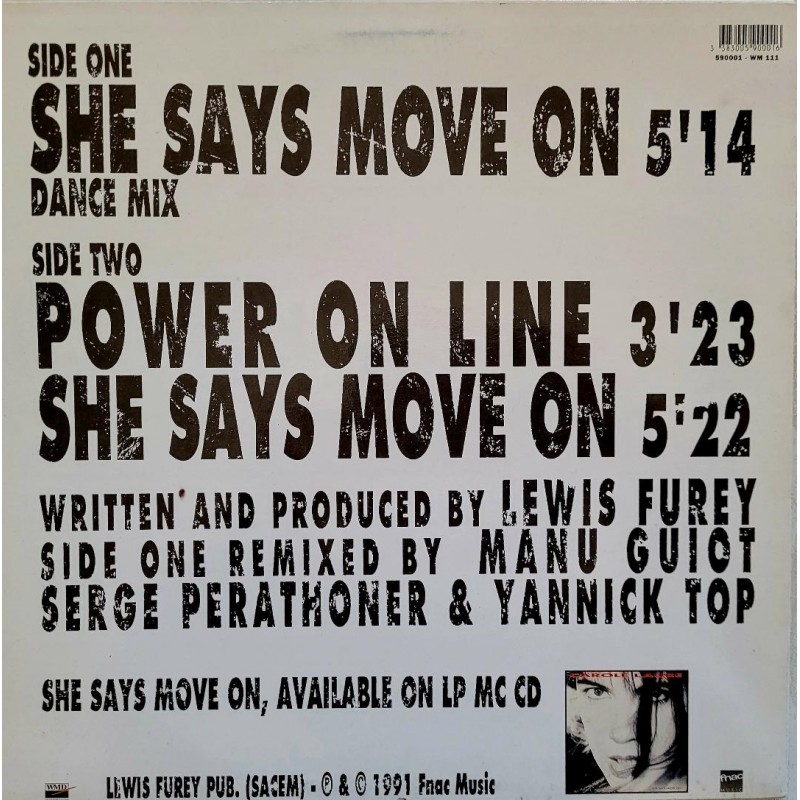 3 383005 900016
590001 - WM 111
SIDE ONE
SHE SAYS MOVE ON 5'14
DANCE MIX
SIDE TWO
POWER ON LINE 3'23
SHE SAYS MOVE ON 5'22
WRITTEN AND PRODUCED BY LEWIS FUREY
SIDE ONE REMIXED BY MANU GUIOT
SERGE PERATHONER & YANNICK TOP
SHE SAYS MOVE ON, AVAILABLE ON LP MC CD
CAROLE LAURE
WMD
LEWIS FUREY PUB. (SACEM) - ℗ & © 1991 Fnac Music
fnac
MUSIC